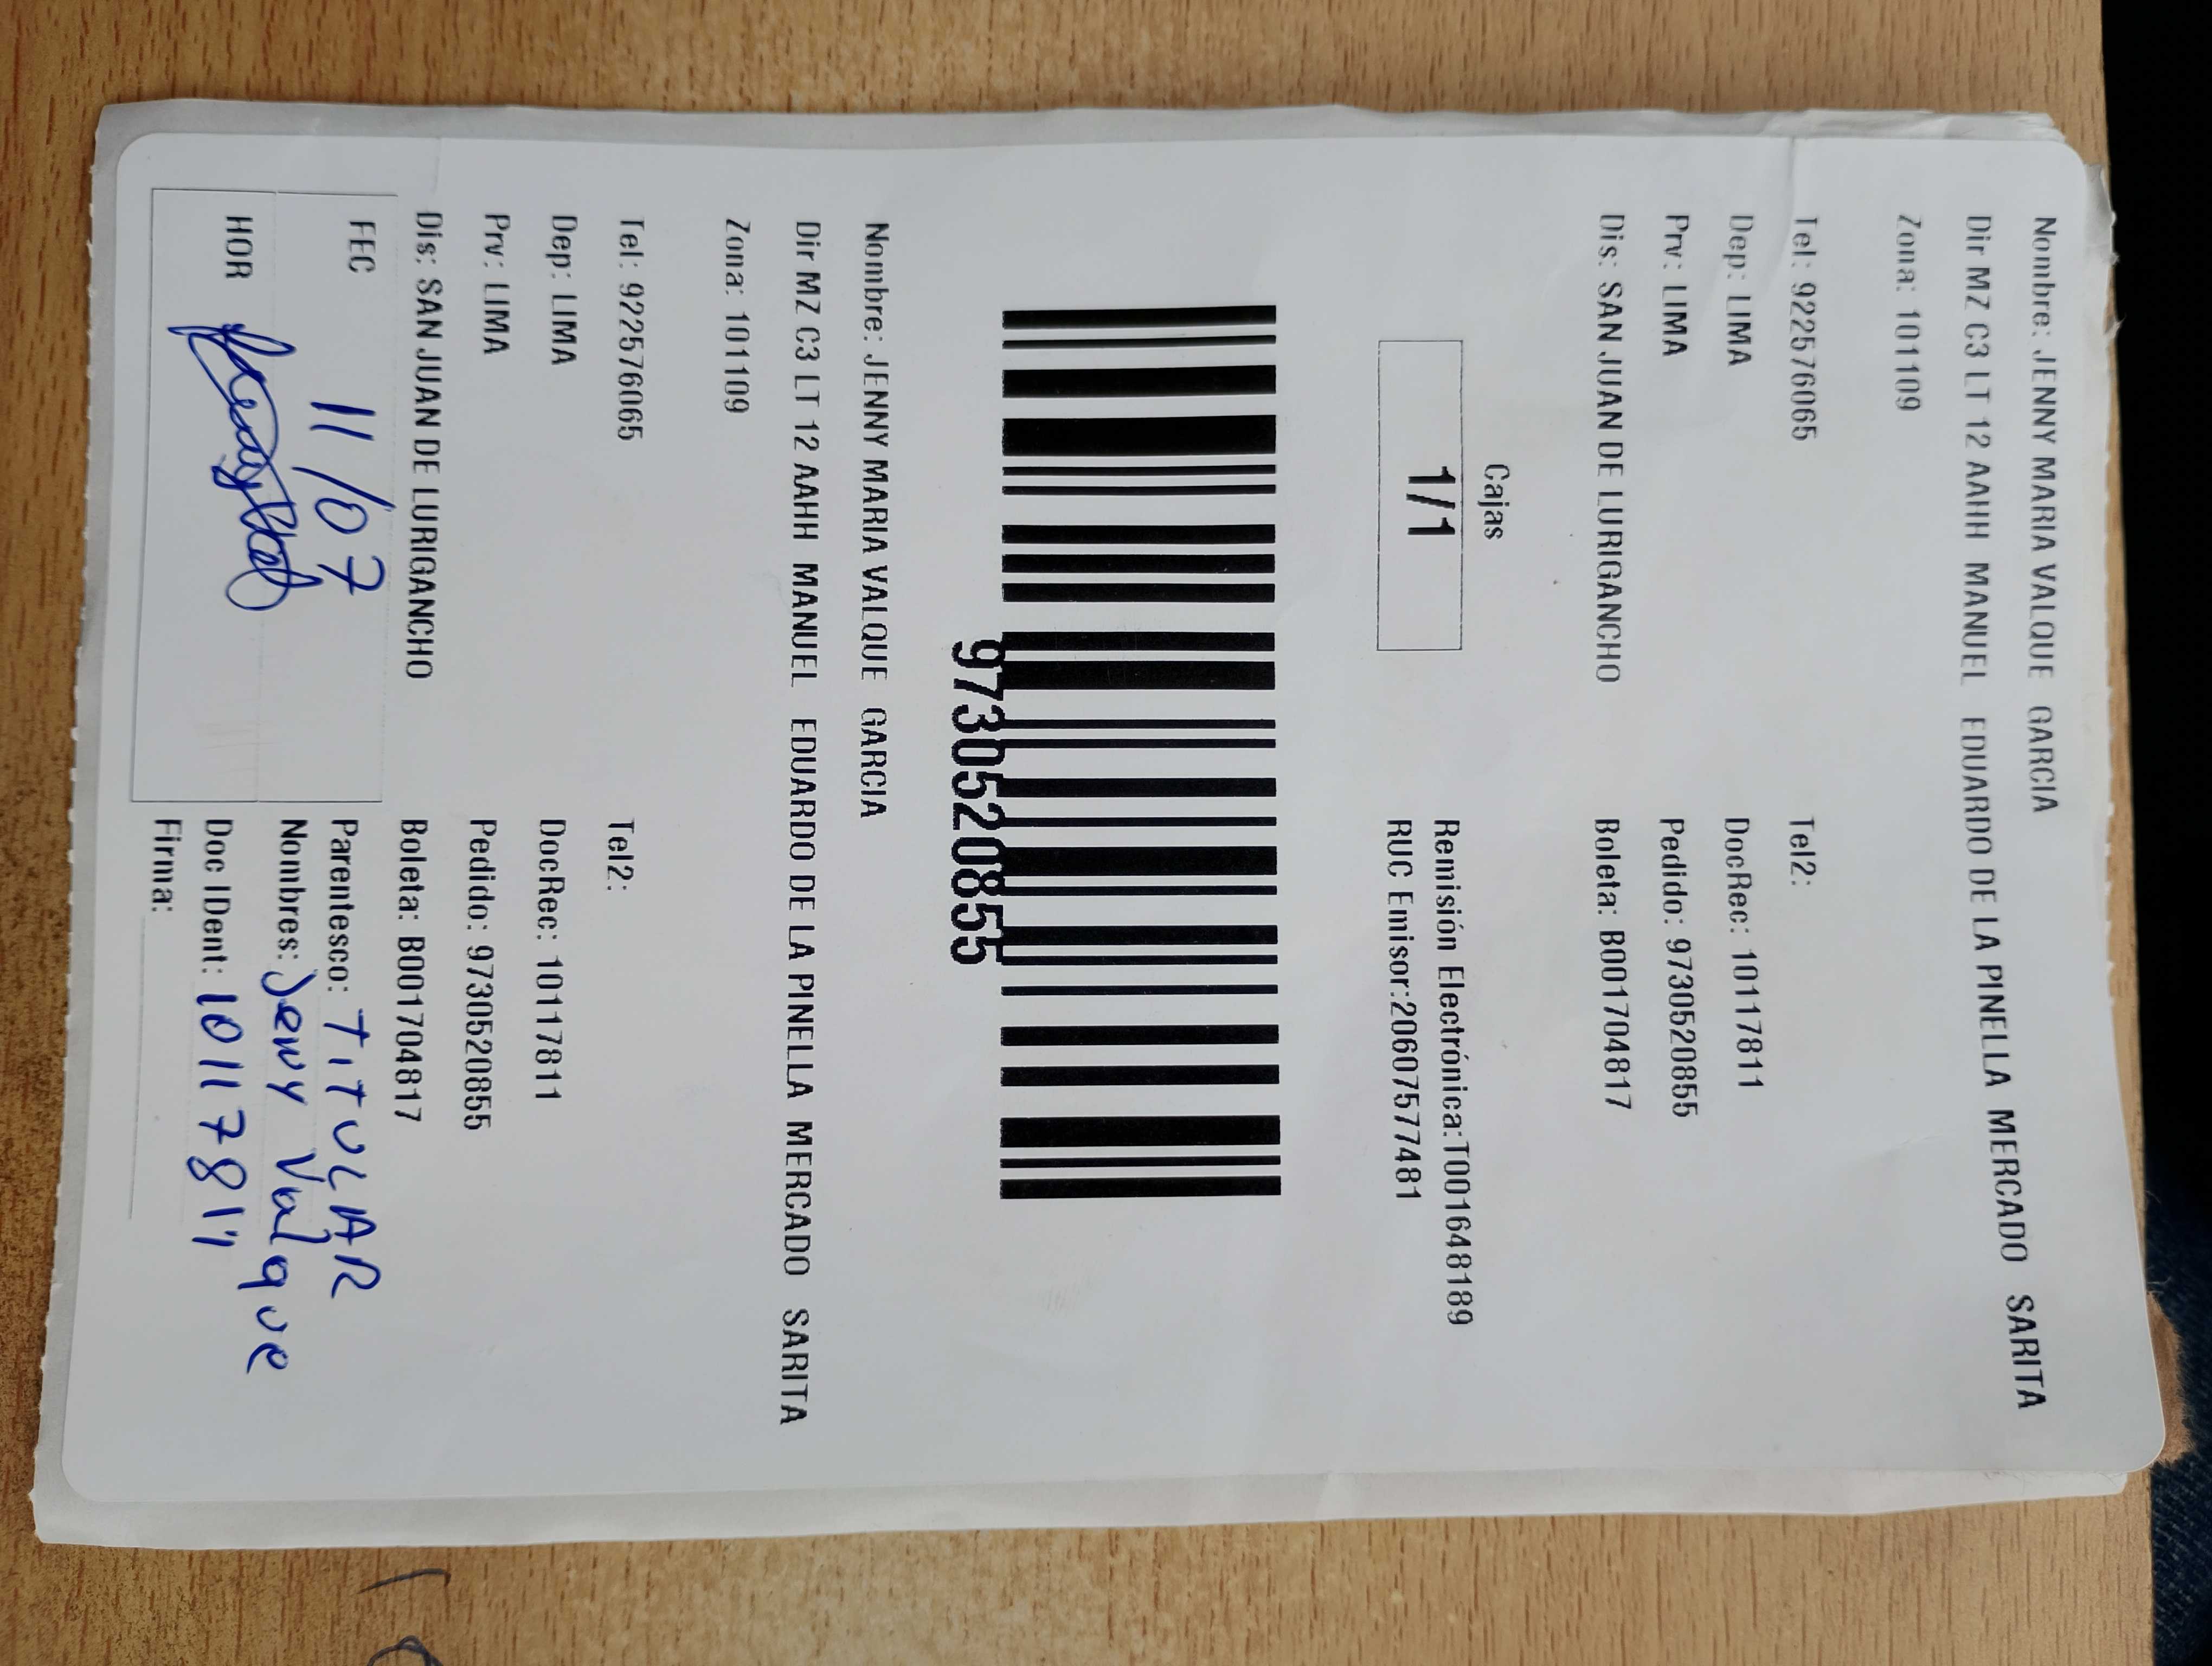 Nombre: JENNY MARIA VALQUE GARCIA
Dir MZ C3 LT 12 AAHH MANUEL EDUARDO DE LA PINELLA MERCADO SARITA
Zona: 101109
Tel: 922576065 Tel2:
Dep: LIMA DocRec: 10117811
Prv: LIMA Pedido: 9730520855
Dis: SAN JUAN DE LURIGANCHO Boleta: B001704817
Cajas
1/1
Remisión Electrónica:T001648189
RUC Emisor:20607577481
9730520855
Nombre: JENNY MARIA VALQUE GARCIA
Dir MZ C3 LT 12 AAHH MANUEL EDUARDO DE LA PINELLA MERCADO SARITA
Zona: 101109
Tel: 922576065 Tel2:
Dep: LIMA DocRec: 10117811
Prv: LIMA Pedido: 9730520855
Dis: SAN JUAN DE LURIGANCHO Boleta: B001704817
FEC 11/07
HOR
Parentesco: TITULAR
Nombres: Jenny Valque
Doc IDent: 10117811
Firma: